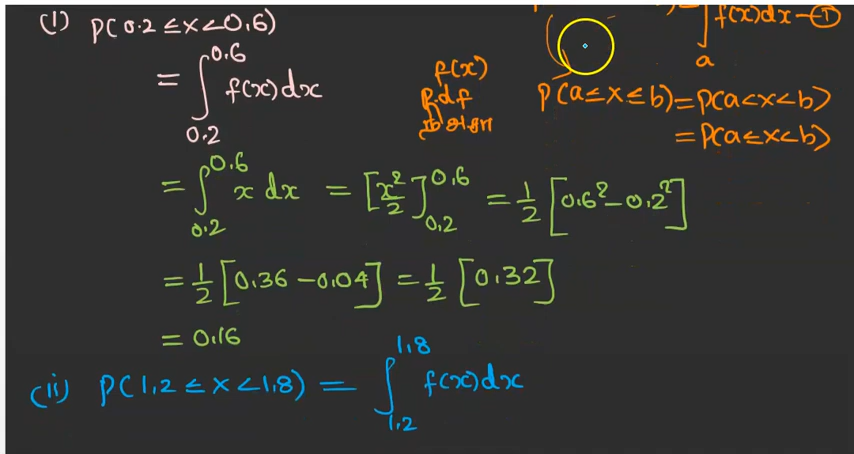 ∫ₐ f(x)dx — ①
(i) P(0.2 ≤ x < 0.6)
= ∫₀.₂^0.6 f(x)dx
f(x)
P.d.f
P(a ≤ x ≤ b) = P(a < x < b)
= P(a ≤ x < b)
= ∫₀.₂^0.6 x dx = [x²/2]₀.₂^0.6 = 1/2 [0.6² – 0.2²]
= 1/2 [0.36 – 0.04] = 1/2 [0.32]
= 0.16
(ii) P(1.2 ≤ x < 1.8) = ∫₁.₂^1.8 f(x)dx